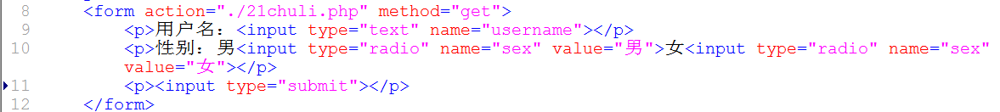 8 <form action="./21chuli.php" method="get">
9 <p>用户名：<input type="text" name="username"></p>
10 <p>性别：男<input type="radio" name="sex" value="男">女<input type="radio" name="sex"
value="女"></p>
11 <p><input type="submit"></p>
12 </form>